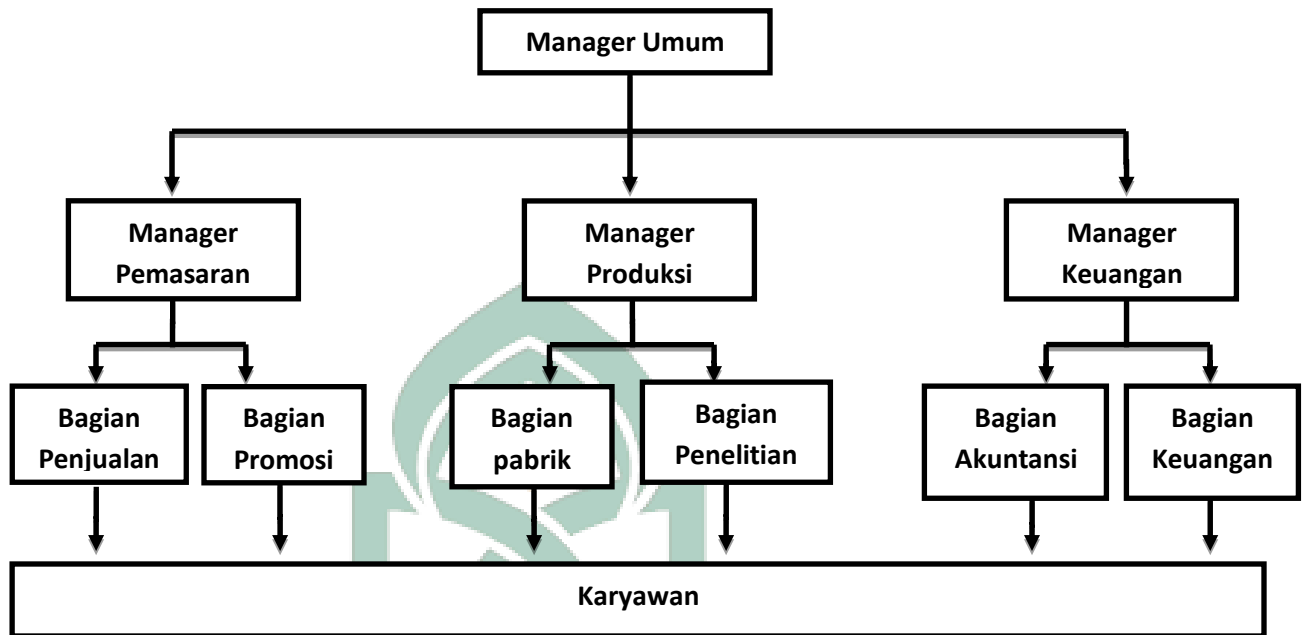 Manager Umum
Manager
Pemasaran
Manager
Produksi
Manager
Keuangan
Bagian
Penjualan
Bagian
Promosi
Bagian
pabrik
Bagian
Penelitian
Bagian
Akuntansi
Bagian
Keuangan
Karyawan